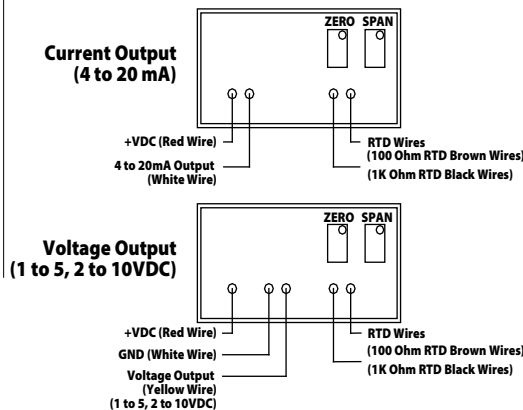 ZERO SPAN
Current Output
(4 to 20 mA)
+VDC (Red Wire)
4 to 20mA Output
(White Wire)
RTD Wires
(100 Ohm RTD Brown Wires)
(1K Ohm RTD Black Wires)
ZERO SPAN
Voltage Output
(1 to 5, 2 to 10VDC)
+VDC (Red Wire)
GND (White Wire)
Voltage Output
(Yellow Wire)
(1 to 5, 2 to 10VDC)
RTD Wires
(100 Ohm RTD Brown Wires)
(1K Ohm RTD Black Wires)